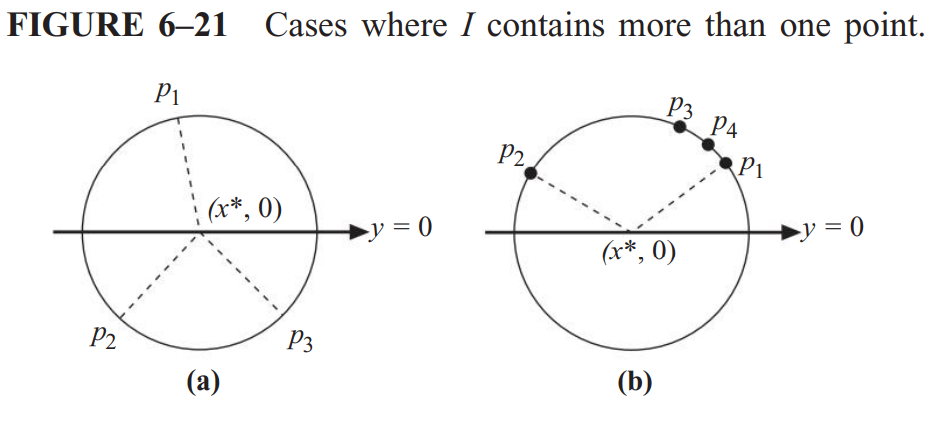 FIGURE 6–21 Cases where I contains more than one point.
p1
(x*, 0)
y = 0
p2
p3
(a)
p3
p4
p2
p1
y = 0
(x*, 0)
(b)